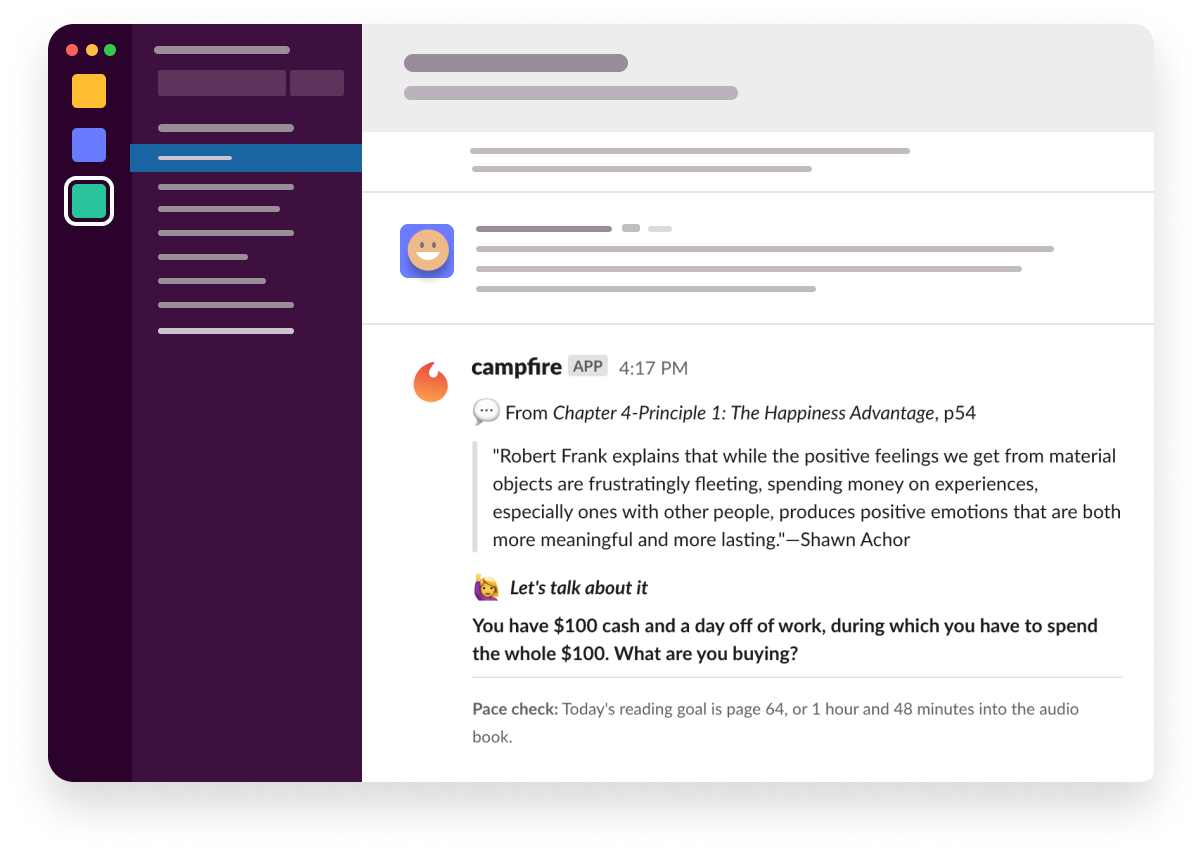 campfire APP 4:17 PM
From Chapter 4-Principle 1: The Happiness Advantage, p54
"Robert Frank explains that while the positive feelings we get from material
objects are frustratingly fleeting, spending money on experiences,
especially ones with other people, produces positive emotions that are both
more meaningful and more lasting."—Shawn Achor
Let's talk about it
You have $100 cash and a day off of work, during which you have to spend
the whole $100. What are you buying?
Pace check: Today's reading goal is page 64, or 1 hour and 48 minutes into the audio
book.